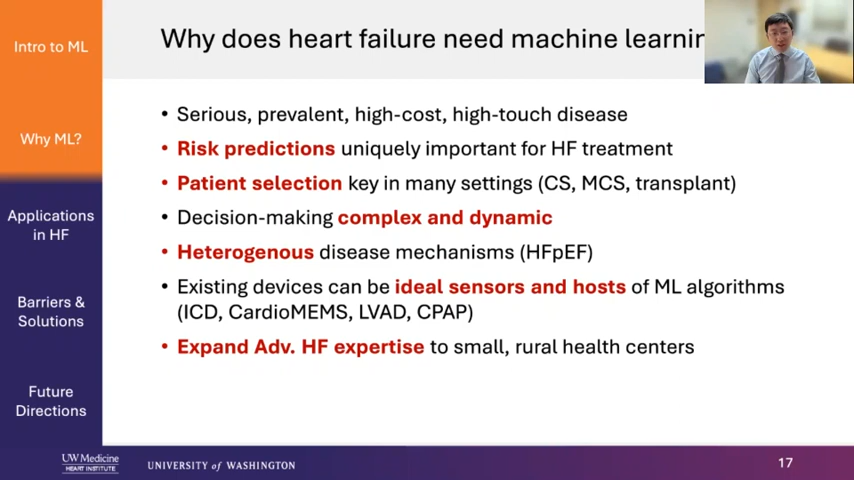 Intro to ML
Why ML?
Applications
in HF
Barriers &
Solutions
Future
Directions
Why does heart failure need machine
• Serious, prevalent, high-cost, high-touch disease
• Risk predictions uniquely important for HF treatment
• Patient selection key in many settings (CS, MCS, transplant)
• Decision-making complex and dynamic
• Heterogenous disease mechanisms (HFpEF)
• Existing devices can be ideal sensors and hosts of ML algorithms
(ICD, CardioMEMS, LVAD, CPAP)
• Expand Adv. HF expertise to small, rural health centers
UW Medicine
HEART INSTITUTE
UNIVERSITY of WASHINGTON
17